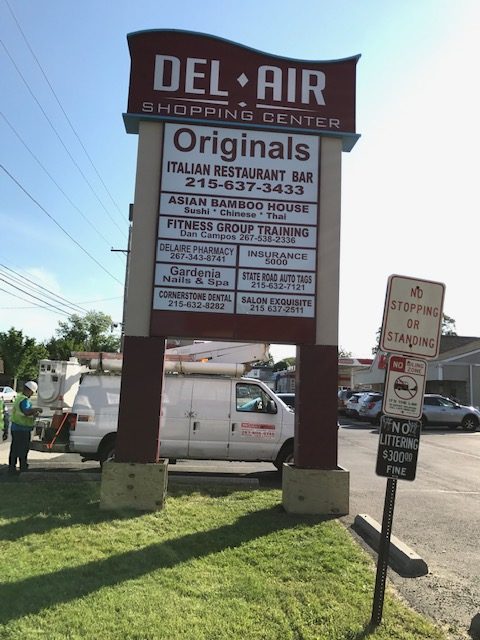 DEL AIR
SHOPPING CENTER
Originals
ITALIAN RESTAURANT BAR
215-637-3433
ASIAN BAMBOO HOUSE
Sushi * Chinese * Thai
FITNESS GROUP TRAINING
Dan Campos 267-538-2336
DELAIRE PHARMACY
267-343-8741
INSURANCE
5000
Gardenia
Nails & Spa
STATE ROAD AUTO TAGS
215-632-7121
CORNERSTONE DENTAL
215-632-8282
SALON EXQUISITE
215 637-2511
NO
STOPPING
OR
STANDING
NO
ZONE
NO
LITTERING
$300.00
FINE